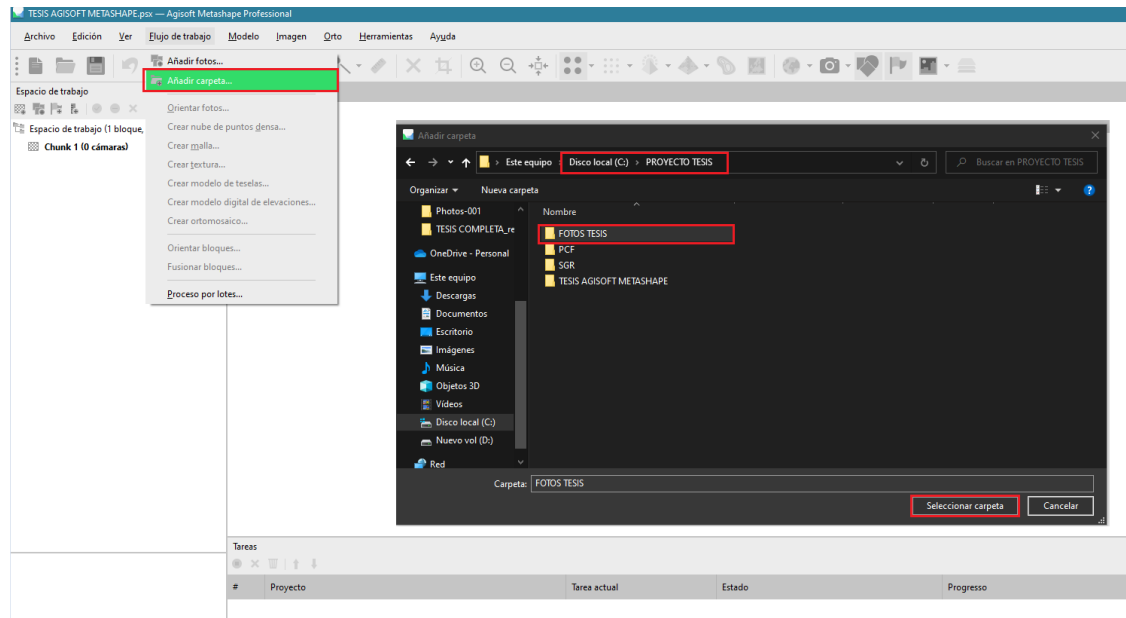 TESIS AGISOFT METASHAPE.psx — Agisoft Metashape Professional
Archivo Edición Ver Flujo de trabajo Modelo Imagen Orto Herramientas Ayuda
Añadir fotos...
Añadir carpeta...
Orientar fotos...
Crear nube de puntos densa...
Crear malla...
Crear textura...
Crear modelo de teselas...
Crear modelo digital de elevaciones...
Crear ortomosaico...
Orientar bloques...
Fusionar bloques...
Proceso por lotes...
Espacio de trabajo
Espacio de trabajo (1 bloque,
Chunk 1 (0 cámaras)
Añadir carpeta
Este equipo > Disco local (C:) > PROYECTO TESIS
Buscar en PROYECTO TESIS
Organizar Nueva carpeta
Photos-001
TESIS COMPLETA_re
OneDrive - Personal
Este equipo
Descargas
Documentos
Escritorio
Imágenes
Música
Objetos 3D
Vídeos
Disco local (C:)
Nuevo vol (D:)
Red
Nombre
FOTOS TESIS
PCF
SGR
TESIS AGISOFT METASHAPE
Carpeta: FOTOS TESIS
Seleccionar carpeta Cancelar
Tareas
# Proyecto Tarea actual Estado Progresso